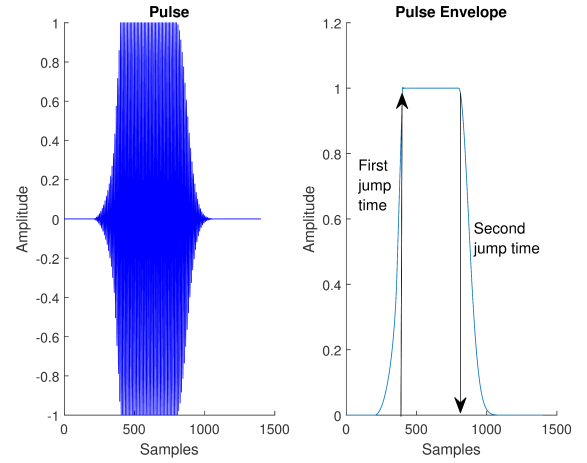 Pulse
1
0.8
0.6
0.4
0.2
0
-0.2
-0.4
-0.6
-0.8
-1
Amplitude
0
500
1000
1500
Samples
Pulse Envelope
1.2
1
0.8
0.6
0.4
0.2
0
Amplitude
First
jump
time
Second
jump time
0
500
1000
1500
Samples